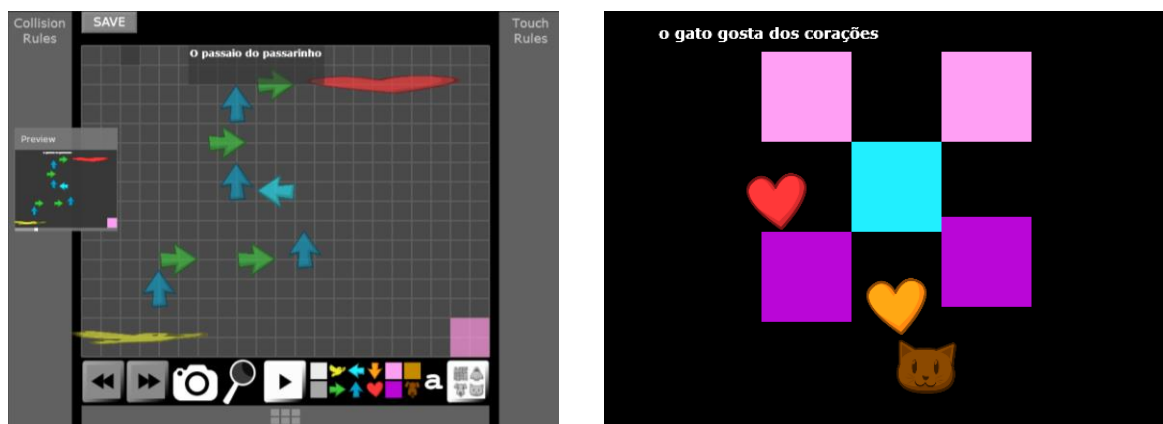 Collision
Rules
SAVE
Touch
Rules
O passaio do passarinho
Preview
a
o gato gosta dos corações